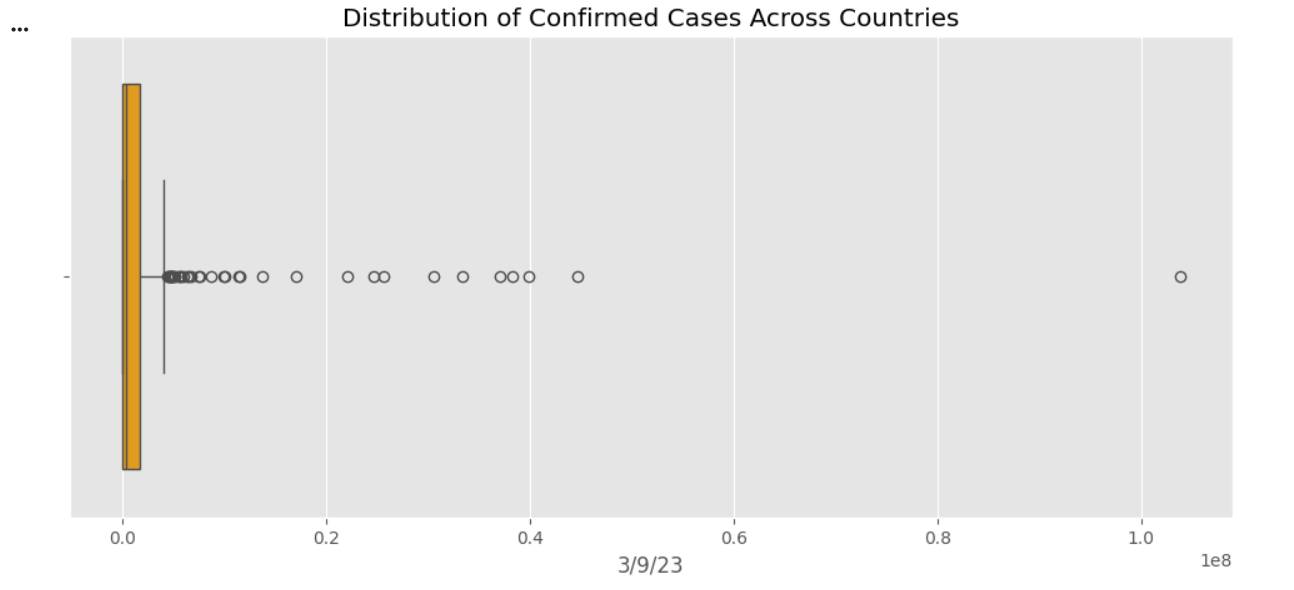 ...
Distribution of Confirmed Cases Across Countries
0.0 0.2 0.4 0.6 0.8 1.0
1e8
3/9/23